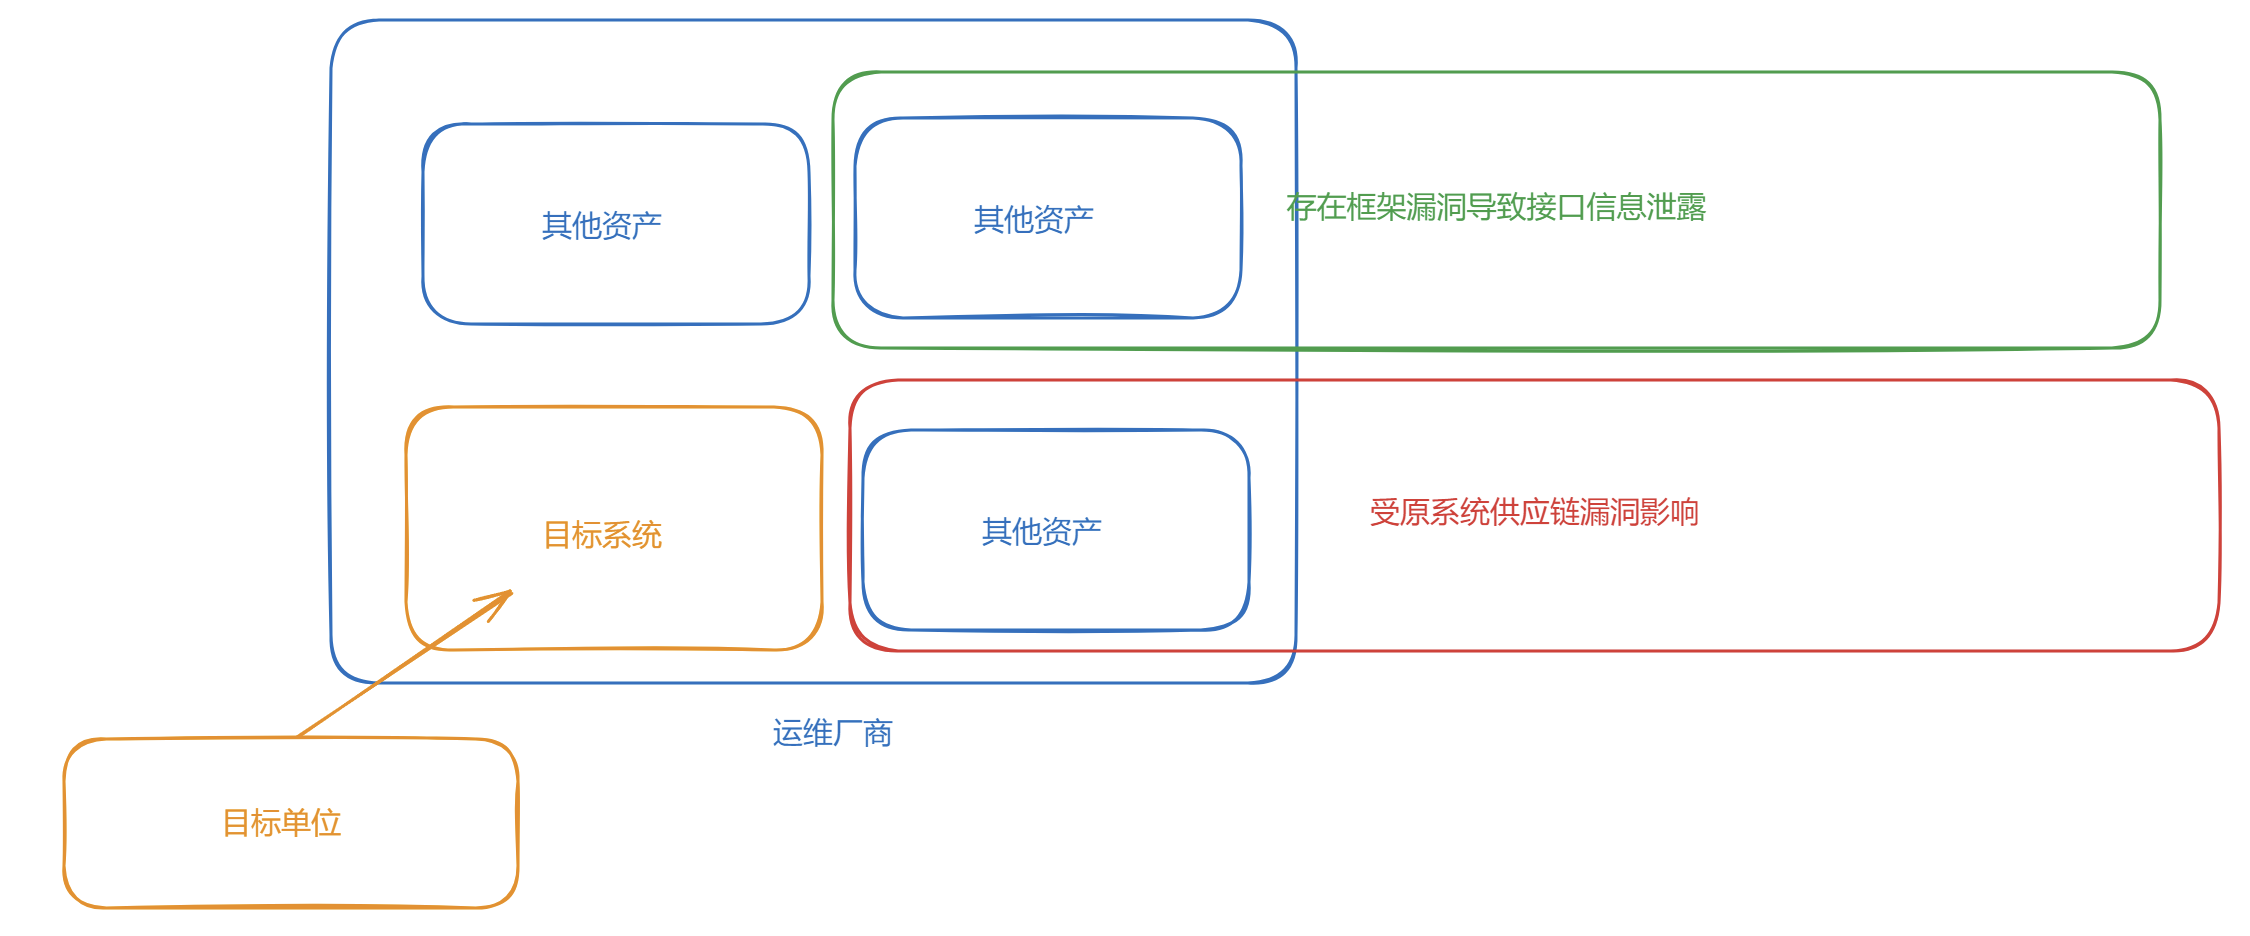 其他资产
其他资产
存在框架漏洞导致接口信息泄露
目标系统
其他资产
受原系统供应链漏洞影响
运维厂商
目标单位